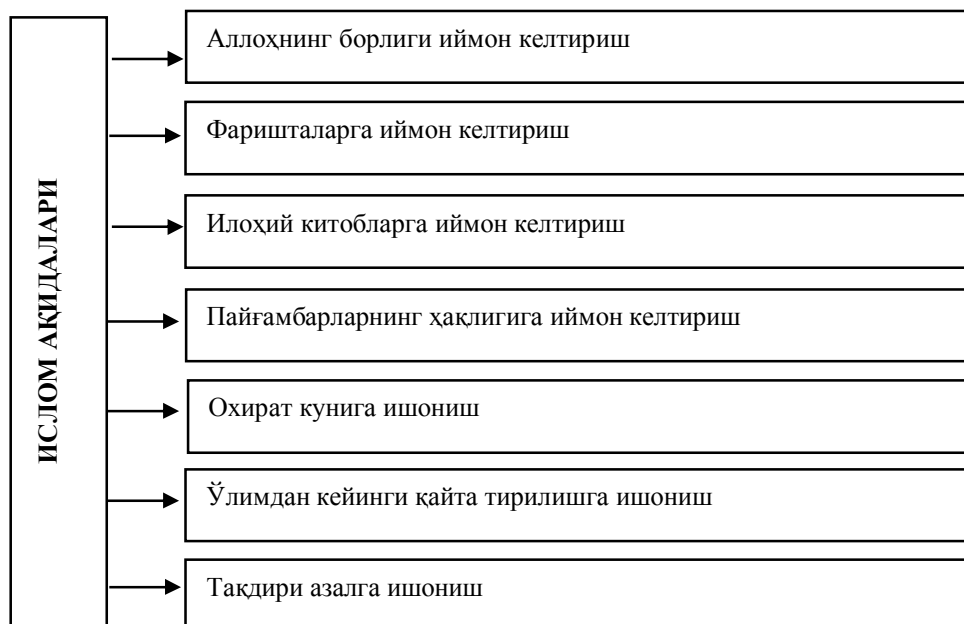 ИСЛОМ АҚИДАЛАРИ
Аллоҳнинг борлиги иймон келтириш
Фаришталарга иймон келтириш
Илоҳий китобларга иймон келтириш
Пайғамбарларнинг ҳақлигига иймон келтириш
Охират кунига ишониш
Ўлимдан кейинги қайта тирилишга ишониш
Тақдири азалга ишониш